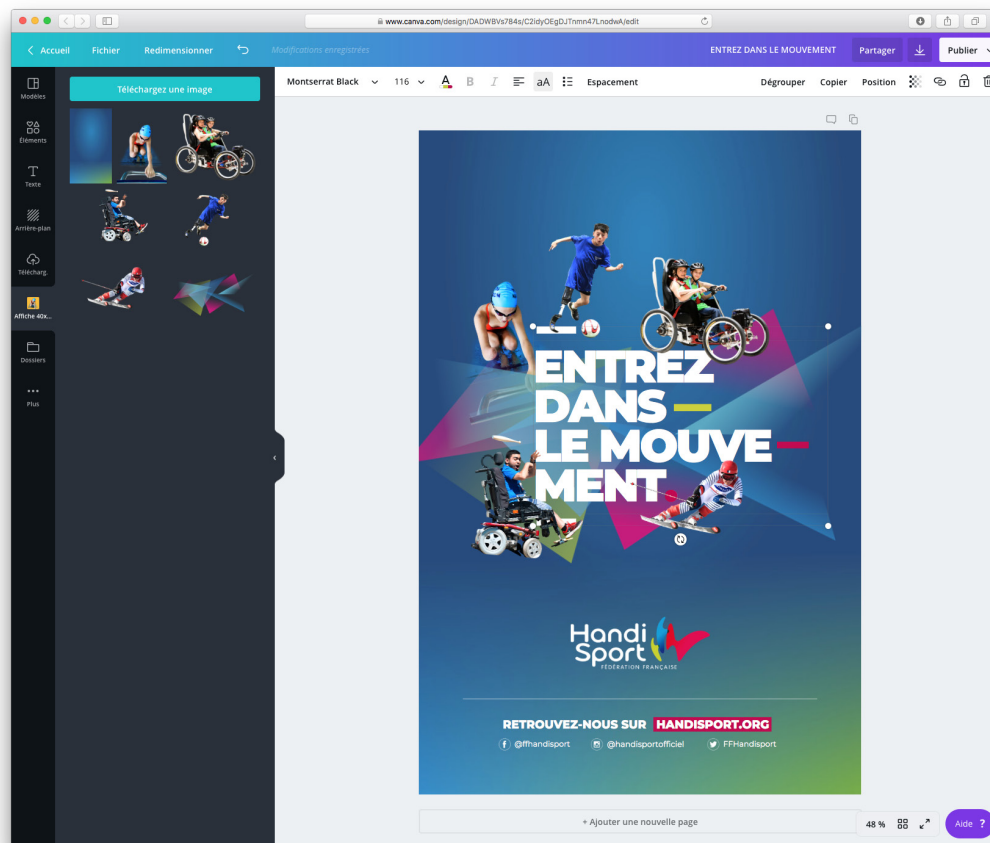 www.canva.com/design/DADWBVs784s/C2idyOEgDJTnmn47LnodwA/edit
Accueil Fichier Redimensionner Modifications enregistrées ENTREZ DANS LE MOUVEMENT Partager Publier
Modèles
Éléments
Texte
Arrière-plan
Télécharg.
Affiche 40x...
Dossiers
Plus
Téléchargez une image
Montserrat Black 116 A B I aA Espacement Dégrouper Copier Position
ENTREZ
DANS
LE MOUVE
MENT.
Handi
Sport
FÉDÉRATION FRANÇAISE
RETROUVEZ-NOUS SUR HANDISPORT.ORG
@ffhandisport @handisportofficiel FFHandisport
+ Ajouter une nouvelle page
48 % Aide ?